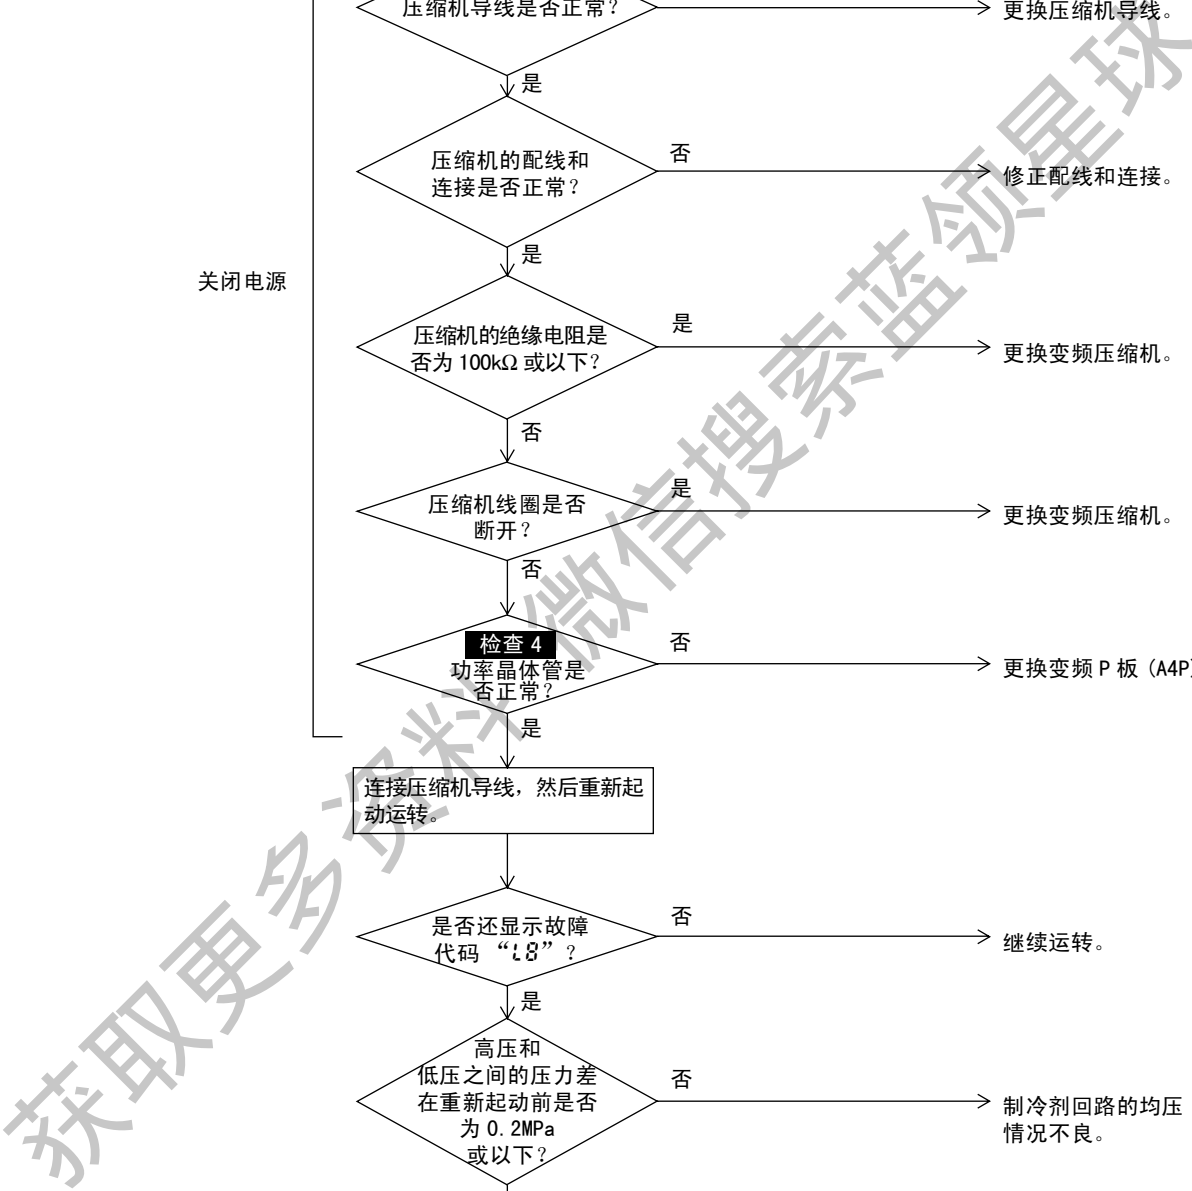 压缩机导线是否正常？
更换压缩机导线。
是
压缩机的配线和
连接是否正常？
否
修正配线和连接。
是
关闭电源
压缩机的绝缘电阻是
否为 100kΩ 或以下？
是
更换变频压缩机。
否
压缩机线圈是否
断开？
是
更换变频压缩机。
否
检查 4
功率晶体管是
否正常？
否
更换变频 P 板 (A4P)
是
连接压缩机导线，然后重新起
动运转。
是否还显示故障
代码 “L8” ？
否
继续运转。
是
高压和
低压之间的压力差
在重新起动前是否
为 0.2MPa
或以下？
否
制冷剂回路的均压
情况不良。
获取更多资料 微信搜索蓝领星球